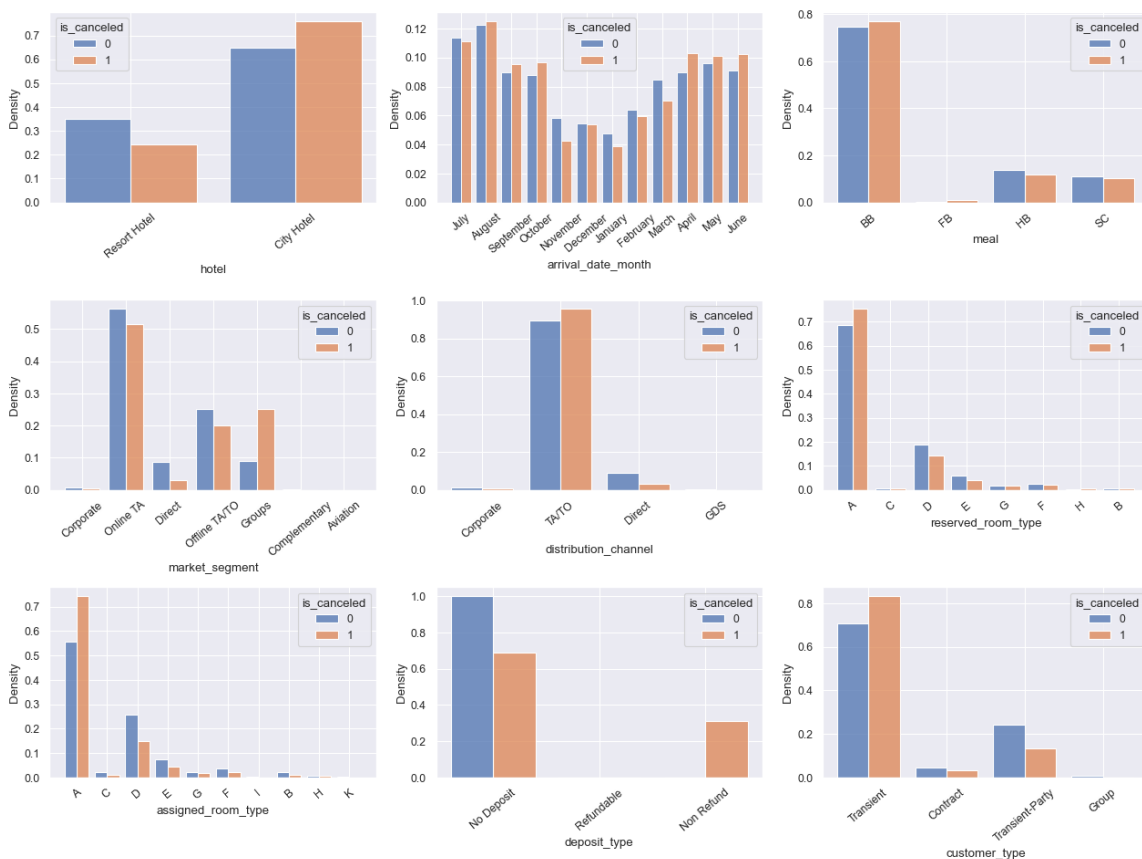 is_canceled
0
1
0.7
0.6
0.5
0.4
0.3
0.2
0.1
0.0
Density
Resort Hotel
City Hotel
hotel
is_canceled
0
1
0.12
0.10
0.08
0.06
0.04
0.02
0.00
Density
July
August
September
October
November
December
January
February
March
April
May
June
arrival_date_month
is_canceled
0
1
0.8
0.6
0.4
0.2
0.0
Density
BB
FB
HB
SC
meal
is_canceled
0
1
0.5
0.4
0.3
0.2
0.1
0.0
Density
Corporate
Online TA
Direct
Offline TA/TO
Groups
Complementary
Aviation
market_segment
is_canceled
0
1
1.0
0.8
0.6
0.4
0.2
0.0
Density
Corporate
TA/TO
Direct
GDS
distribution_channel
is_canceled
0
1
0.7
0.6
0.5
0.4
0.3
0.2
0.1
0.0
Density
A
C
D
E
G
F
H
B
reserved_room_type
is_canceled
0
1
0.7
0.6
0.5
0.4
0.3
0.2
0.1
0.0
Density
A
C
D
E
G
F
I
B
H
K
assigned_room_type
is_canceled
0
1
1.0
0.8
0.6
0.4
0.2
0.0
Density
No Deposit
Refundable
Non Refund
deposit_type
is_canceled
0
1
0.8
0.6
0.4
0.2
0.0
Density
Transient
Contract
Transient-Party
Group
customer_type